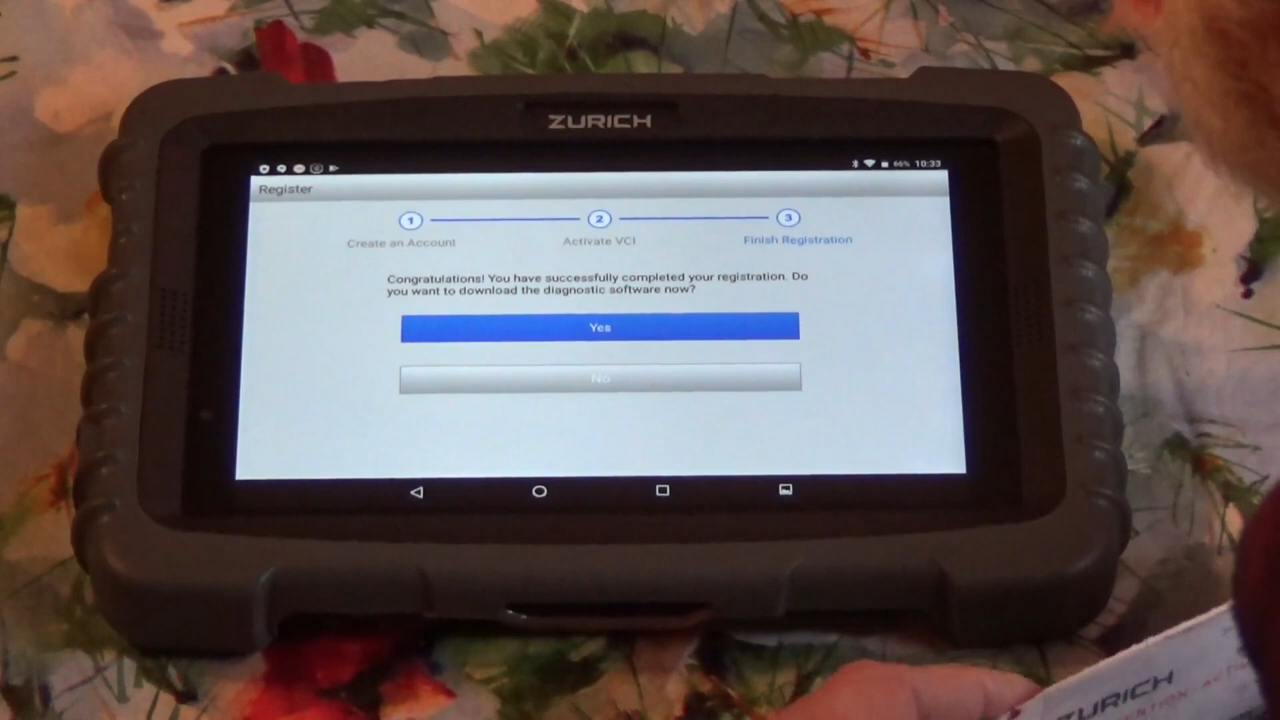 ZURICH
66% 10:33
Register
1
2
3
Create an Account
Activate VCI
Finish Registration
Congratulations! You have successfully completed your registration. Do
you want to download the diagnostic software now?
Yes
No
ZURICH